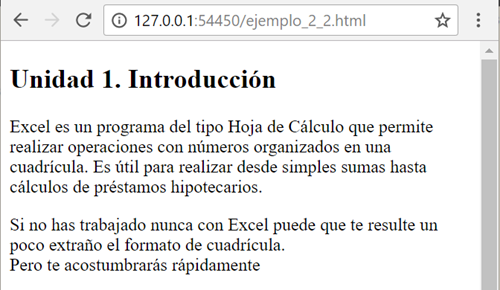 127.0.0.1:54450/ejemplo_2_2.html
Unidad 1. Introducción
Excel es un programa del tipo Hoja de Cálculo que permite
realizar operaciones con números organizados en una
cuadrícula. Es útil para realizar desde simples sumas hasta
cálculos de préstamos hipotecarios.
Si no has trabajado nunca con Excel puede que te resulte un
poco extraño el formato de cuadrícula.
Pero te acostumbrarás rápidamente